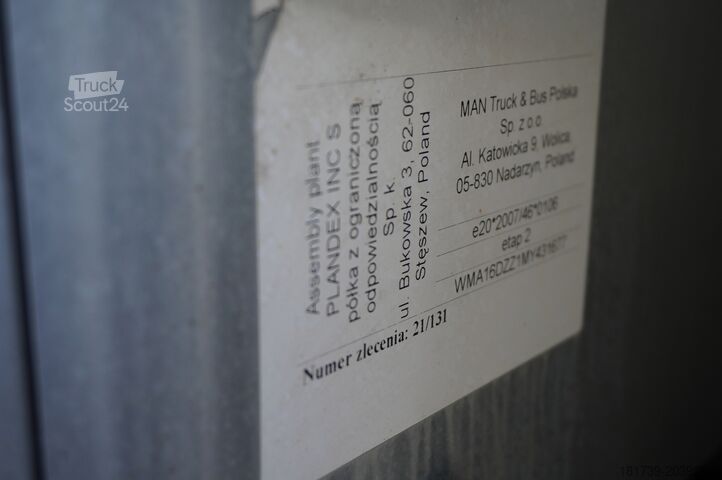 Truck
Scout24
Assembly plant
PLANDEX INC S
półka z ograniczoną
odpowiedzialnością
Sp. k.
ul. Bukowska 3, 62-060
Stęszew, Poland
MAN Truck & Bus Polska
Sp. z o.o.
Al. Katowicka 9, Wolica,
05-830 Nadarzyn, Poland
e20*2007/46*0106
etap 2
WMA16DZZ1MY431677
Numer zlecenia: 21/131